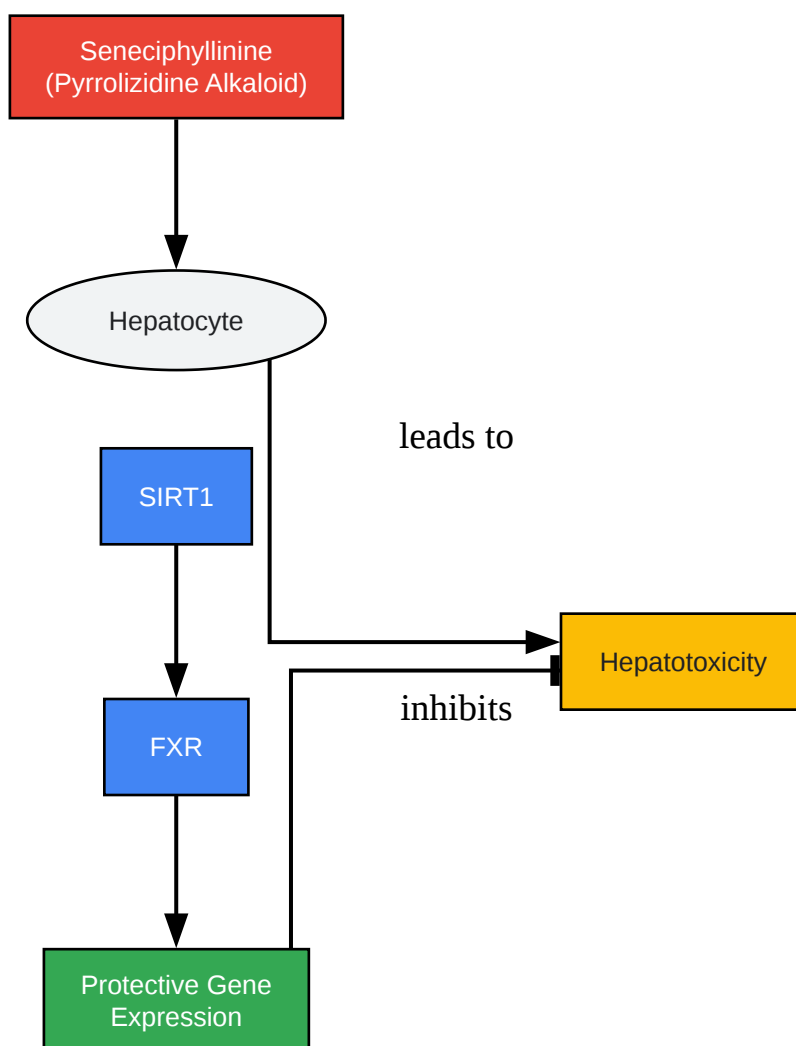 Seneciphyllinine
(Pyrrolizidine Alkaloid)
Hepatocyte
leads to
SIRT1
Hepatotoxicity
inhibits
FXR
Protective Gene
Expression